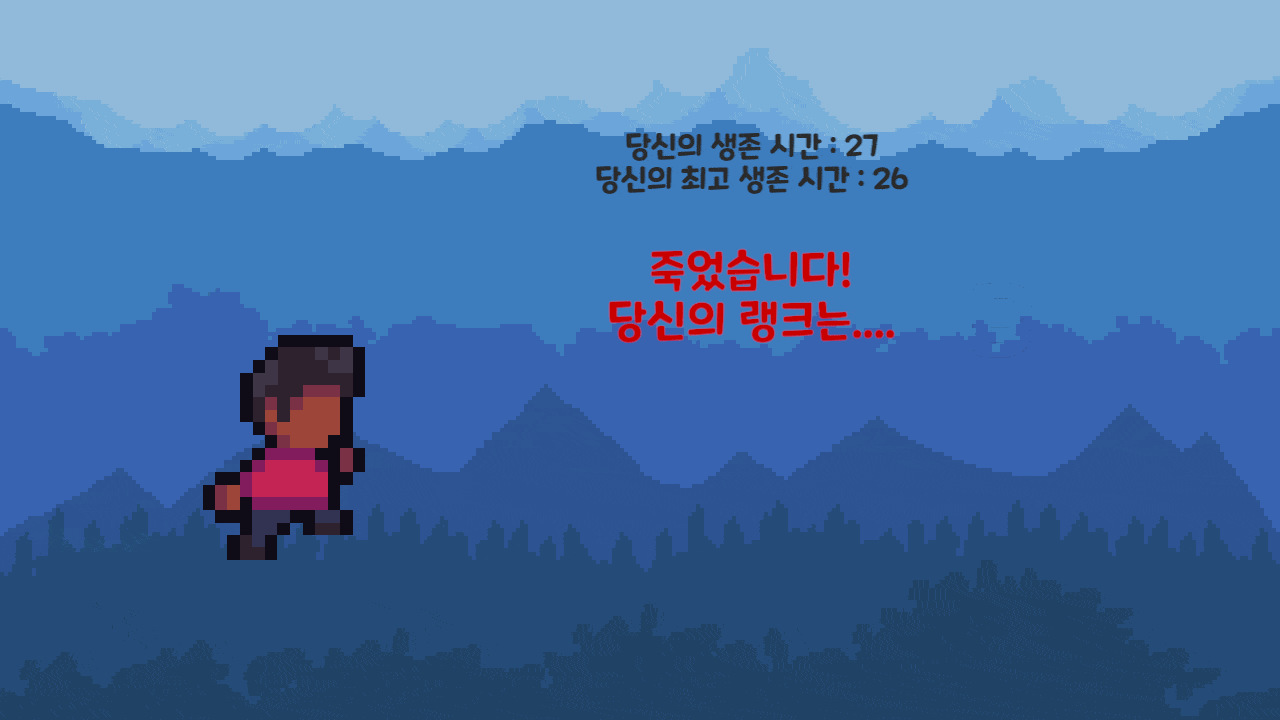 당신의 생존 시간 : 27
당신의 최고 생존 시간 : 26
죽었습니다!
당신의 랭크는....